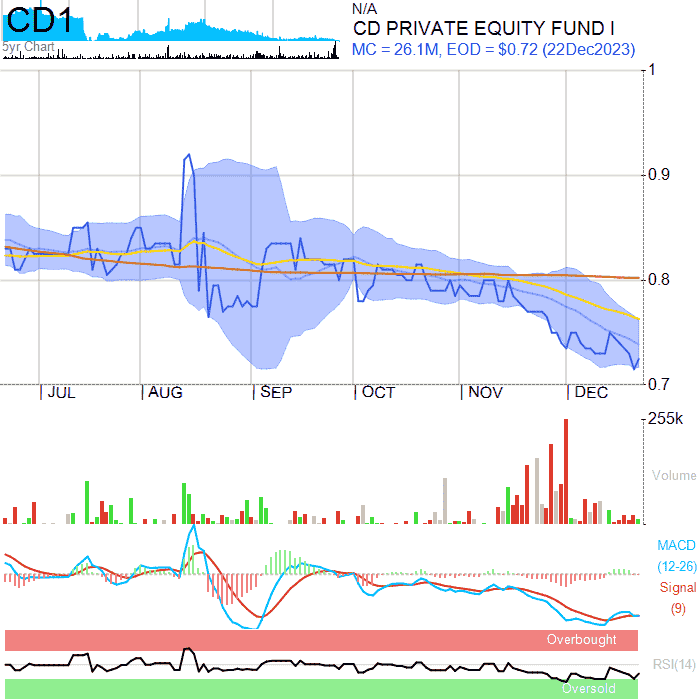 CD1
5yr Chart
N/A
CD PRIVATE EQUITY FUND I
MC = 26.1M, EOD = $0.72 (22Dec2023)
1
0.9
0.8
0.7
JUL AUG SEP OCT NOV DEC
255k
Volume
MACD
(12-26)
Signal
(9)
Overbought
RSI(14)
Oversold